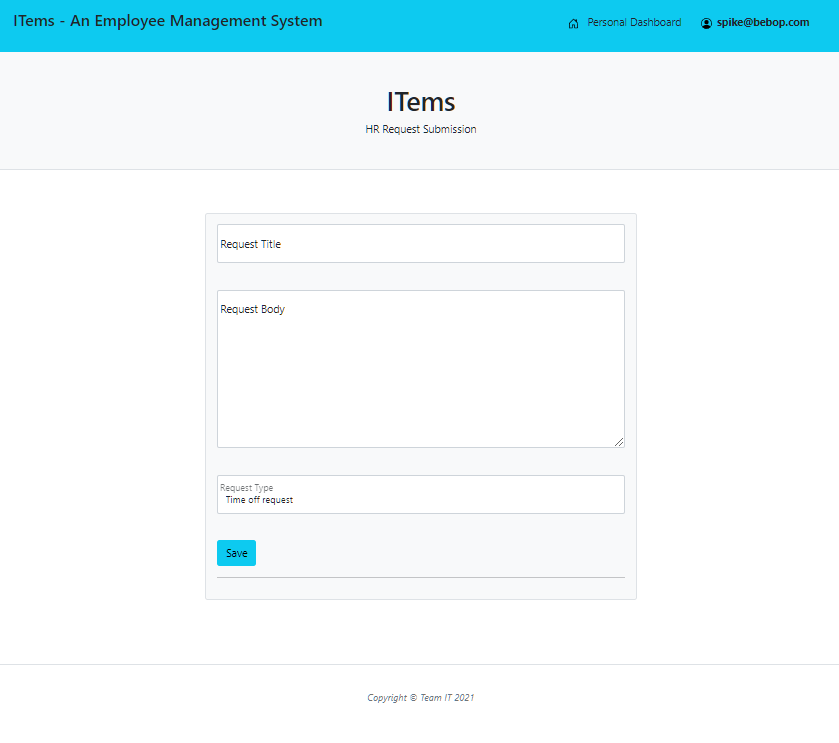 ITems - An Employee Management System
Personal Dashboard
spike@bebop.com
ITems
HR Request Submission
Request Title
Request Body
Request Type
Time off request
Save
Copyright © Team IT 2021